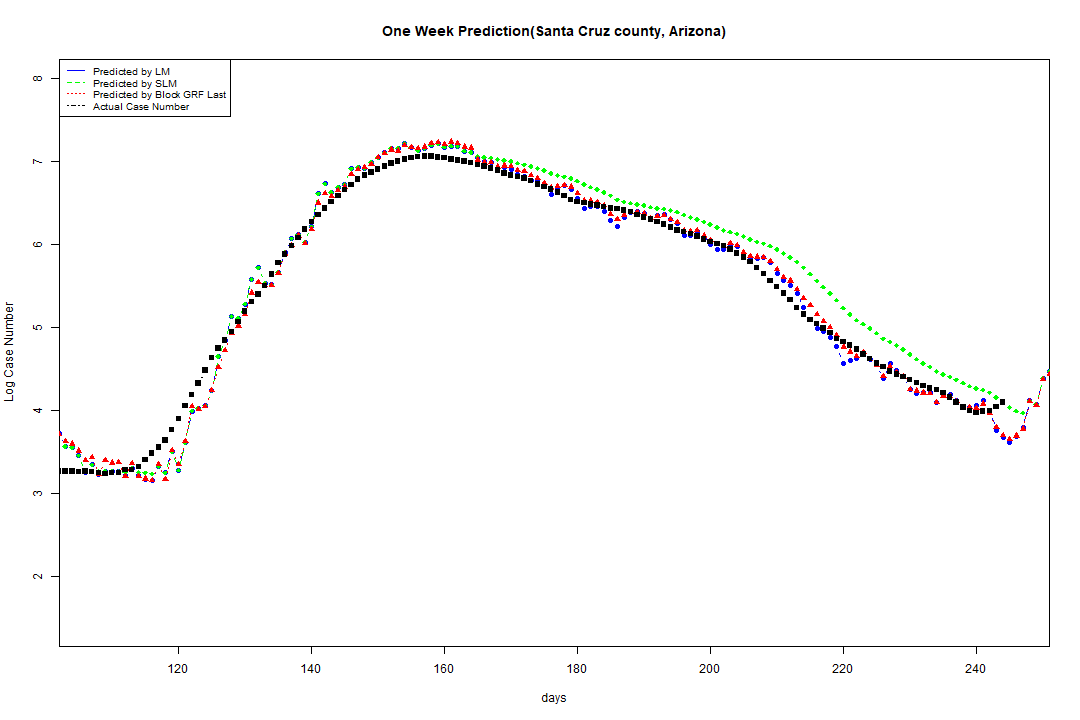 One Week Prediction(Santa Cruz county, Arizona)
Predicted by LM
Predicted by SLM
Predicted by Block GRF Last
Actual Case Number
8
7
6
5
4
3
2
Log Case Number
120 140 160 180 200 220 240
days